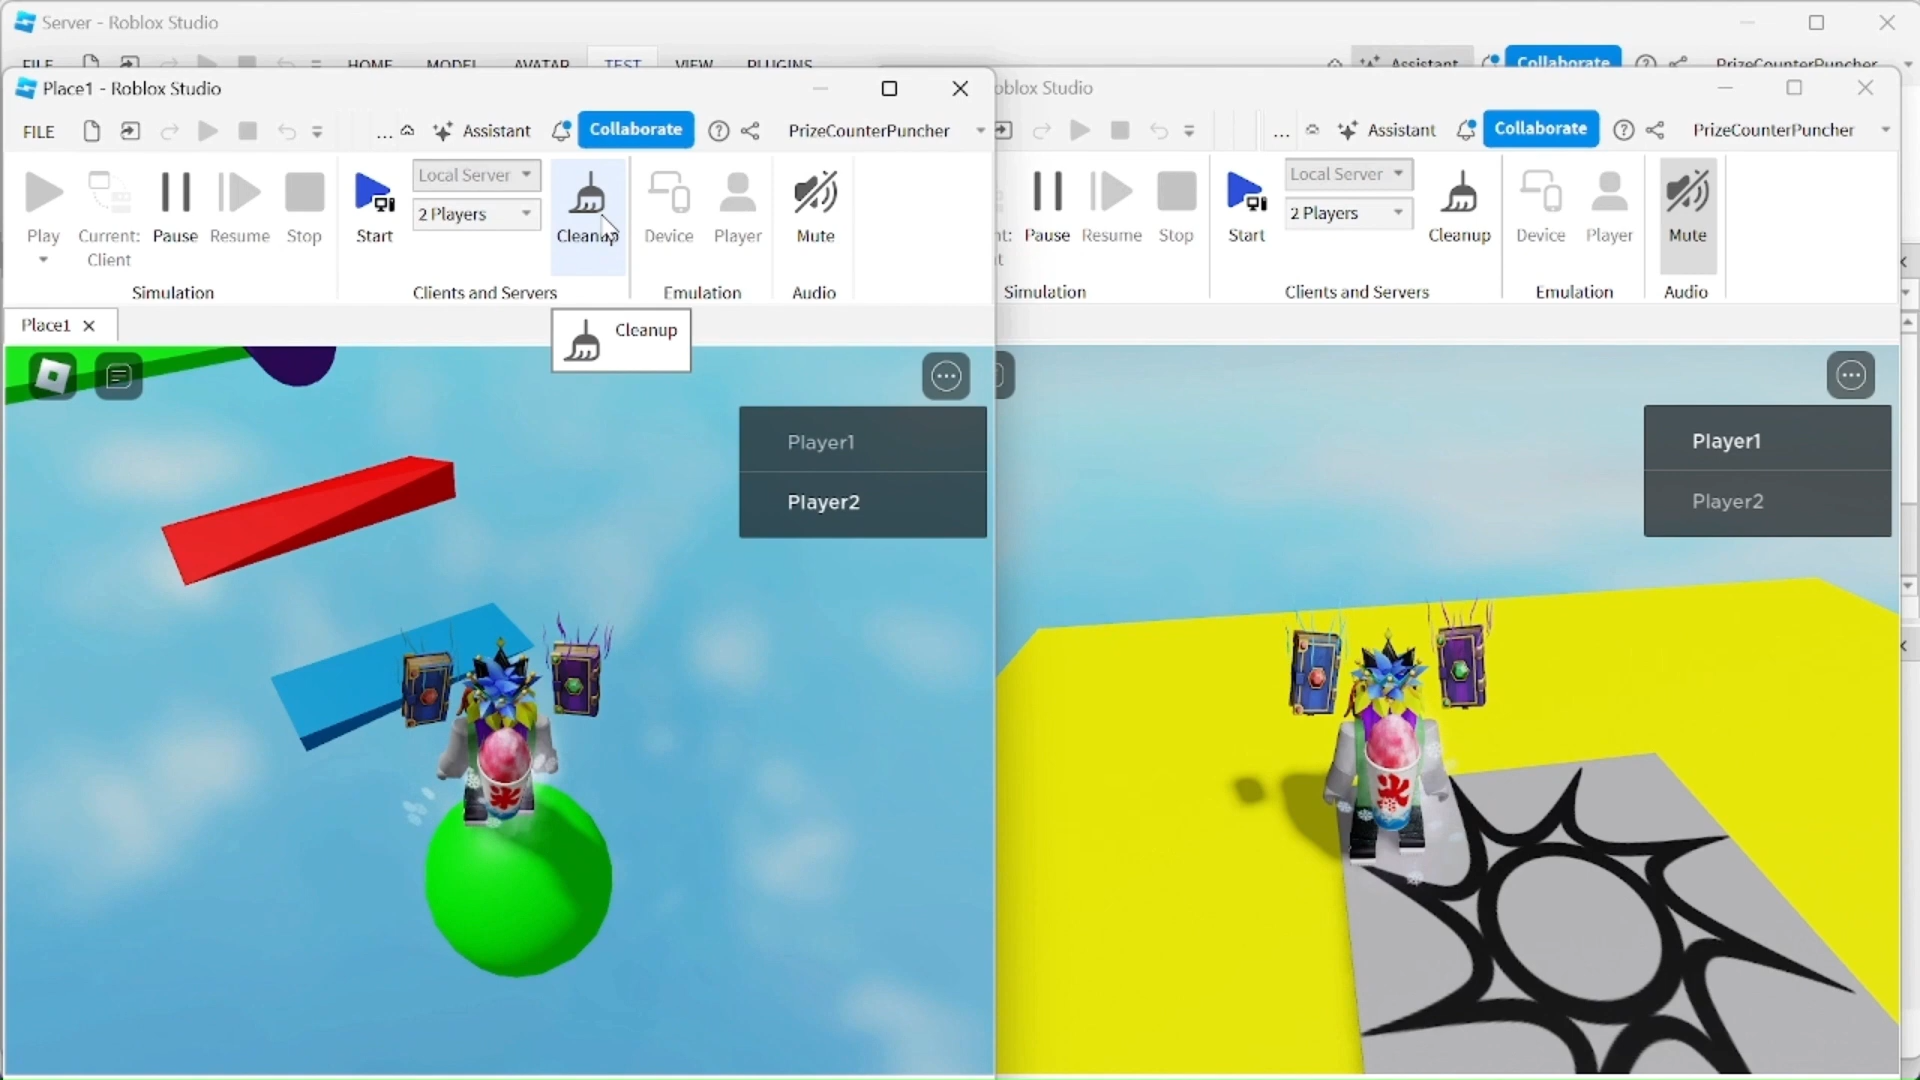 Server - Roblox Studio
FILE HOME MODEL AVATAR TEST VIEW PLUGINS Assistant Collaborate PrizeCounterPuncher
Place1 - Roblox Studio
FILE ... Assistant Collaborate PrizeCounterPuncher
Play
Current:
Client
Pause
Resume
Stop
Simulation
Start
Local Server
2 Players
Cleanup
Clients and Servers
Device
Player
Emulation
Mute
Audio
Place1
Cleanup
Player1
Player2
oblox Studio
... Assistant Collaborate PrizeCounterPuncher
nt:
t
Pause
Resume
Stop
Simulation
Start
Local Server
2 Players
Cleanup
Clients and Servers
Device
Player
Emulation
Mute
Audio
Player1
Player2
氷
氷